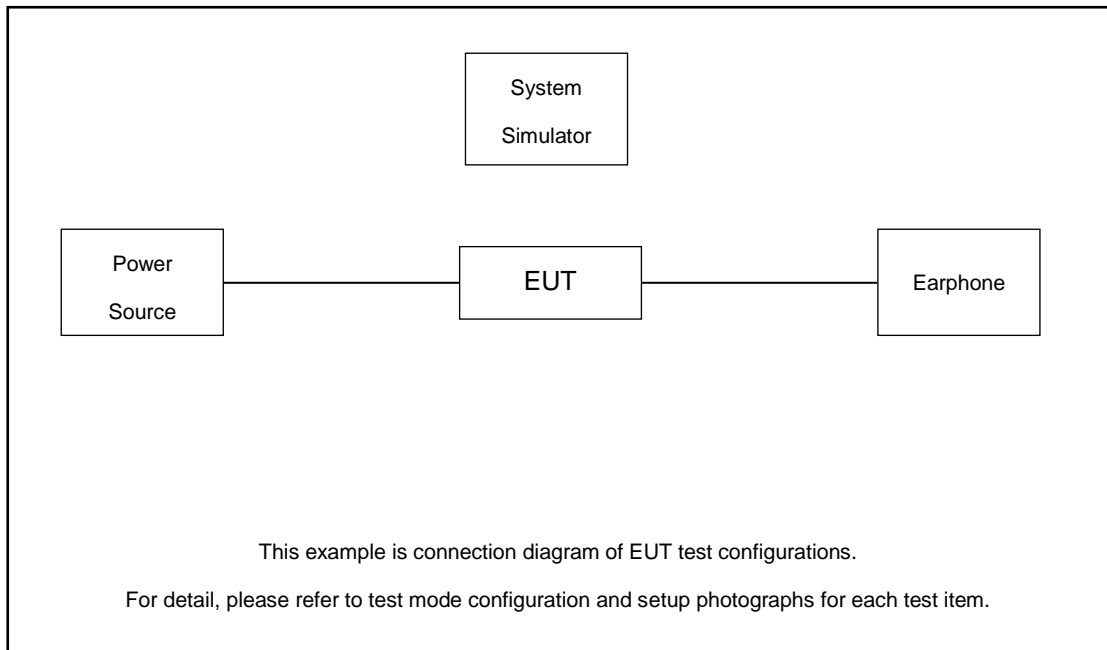 System
Simulator
Power
Source
EUT
Earphone
This example is connection diagram of EUT test configurations.
For detail, please refer to test mode configuration and setup photographs for each test item.